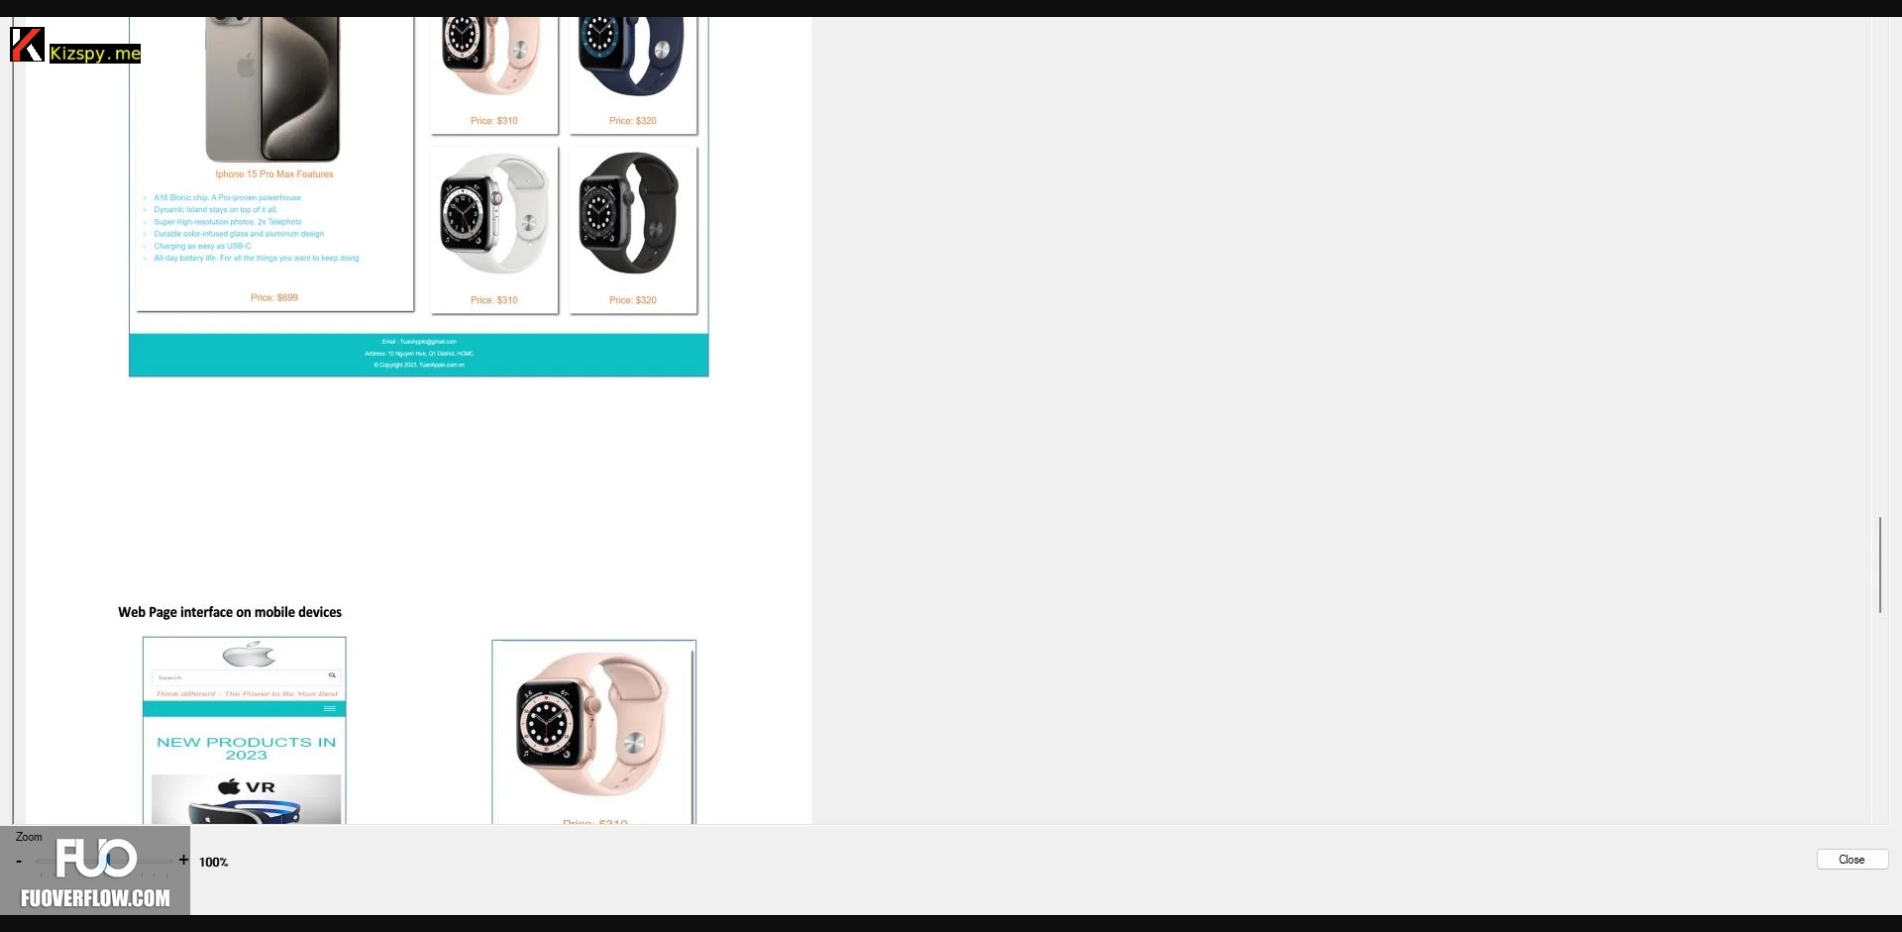 Kizspy.me
Price: $310
Price: $320
Iphone 15 Pro Max Features
A16 Bionic chip. A Pro-proven powerhouse
Dynamic Island stays on top of it all.
Super-high-resolution photos. 2x Telephoto
Durable color-infused glass and aluminum design
Charging as easy as USB-C
All-day battery life. For all the things you want to keep doing
Price: $699
Price: $310
Price: $320
Email : TuanApple@gmail.com
Address: 10 Nguyen Hue, Q1 District, HCMC
© Copyright 2023. TuanApple.com.vn
Web Page interface on mobile devices
Search
Think different - The Power to Be Your Best
NEW PRODUCTS IN
2023
VR
Price: $310
Zoom
- + 100%
FUO
FUOVERFLOW.COM
Close